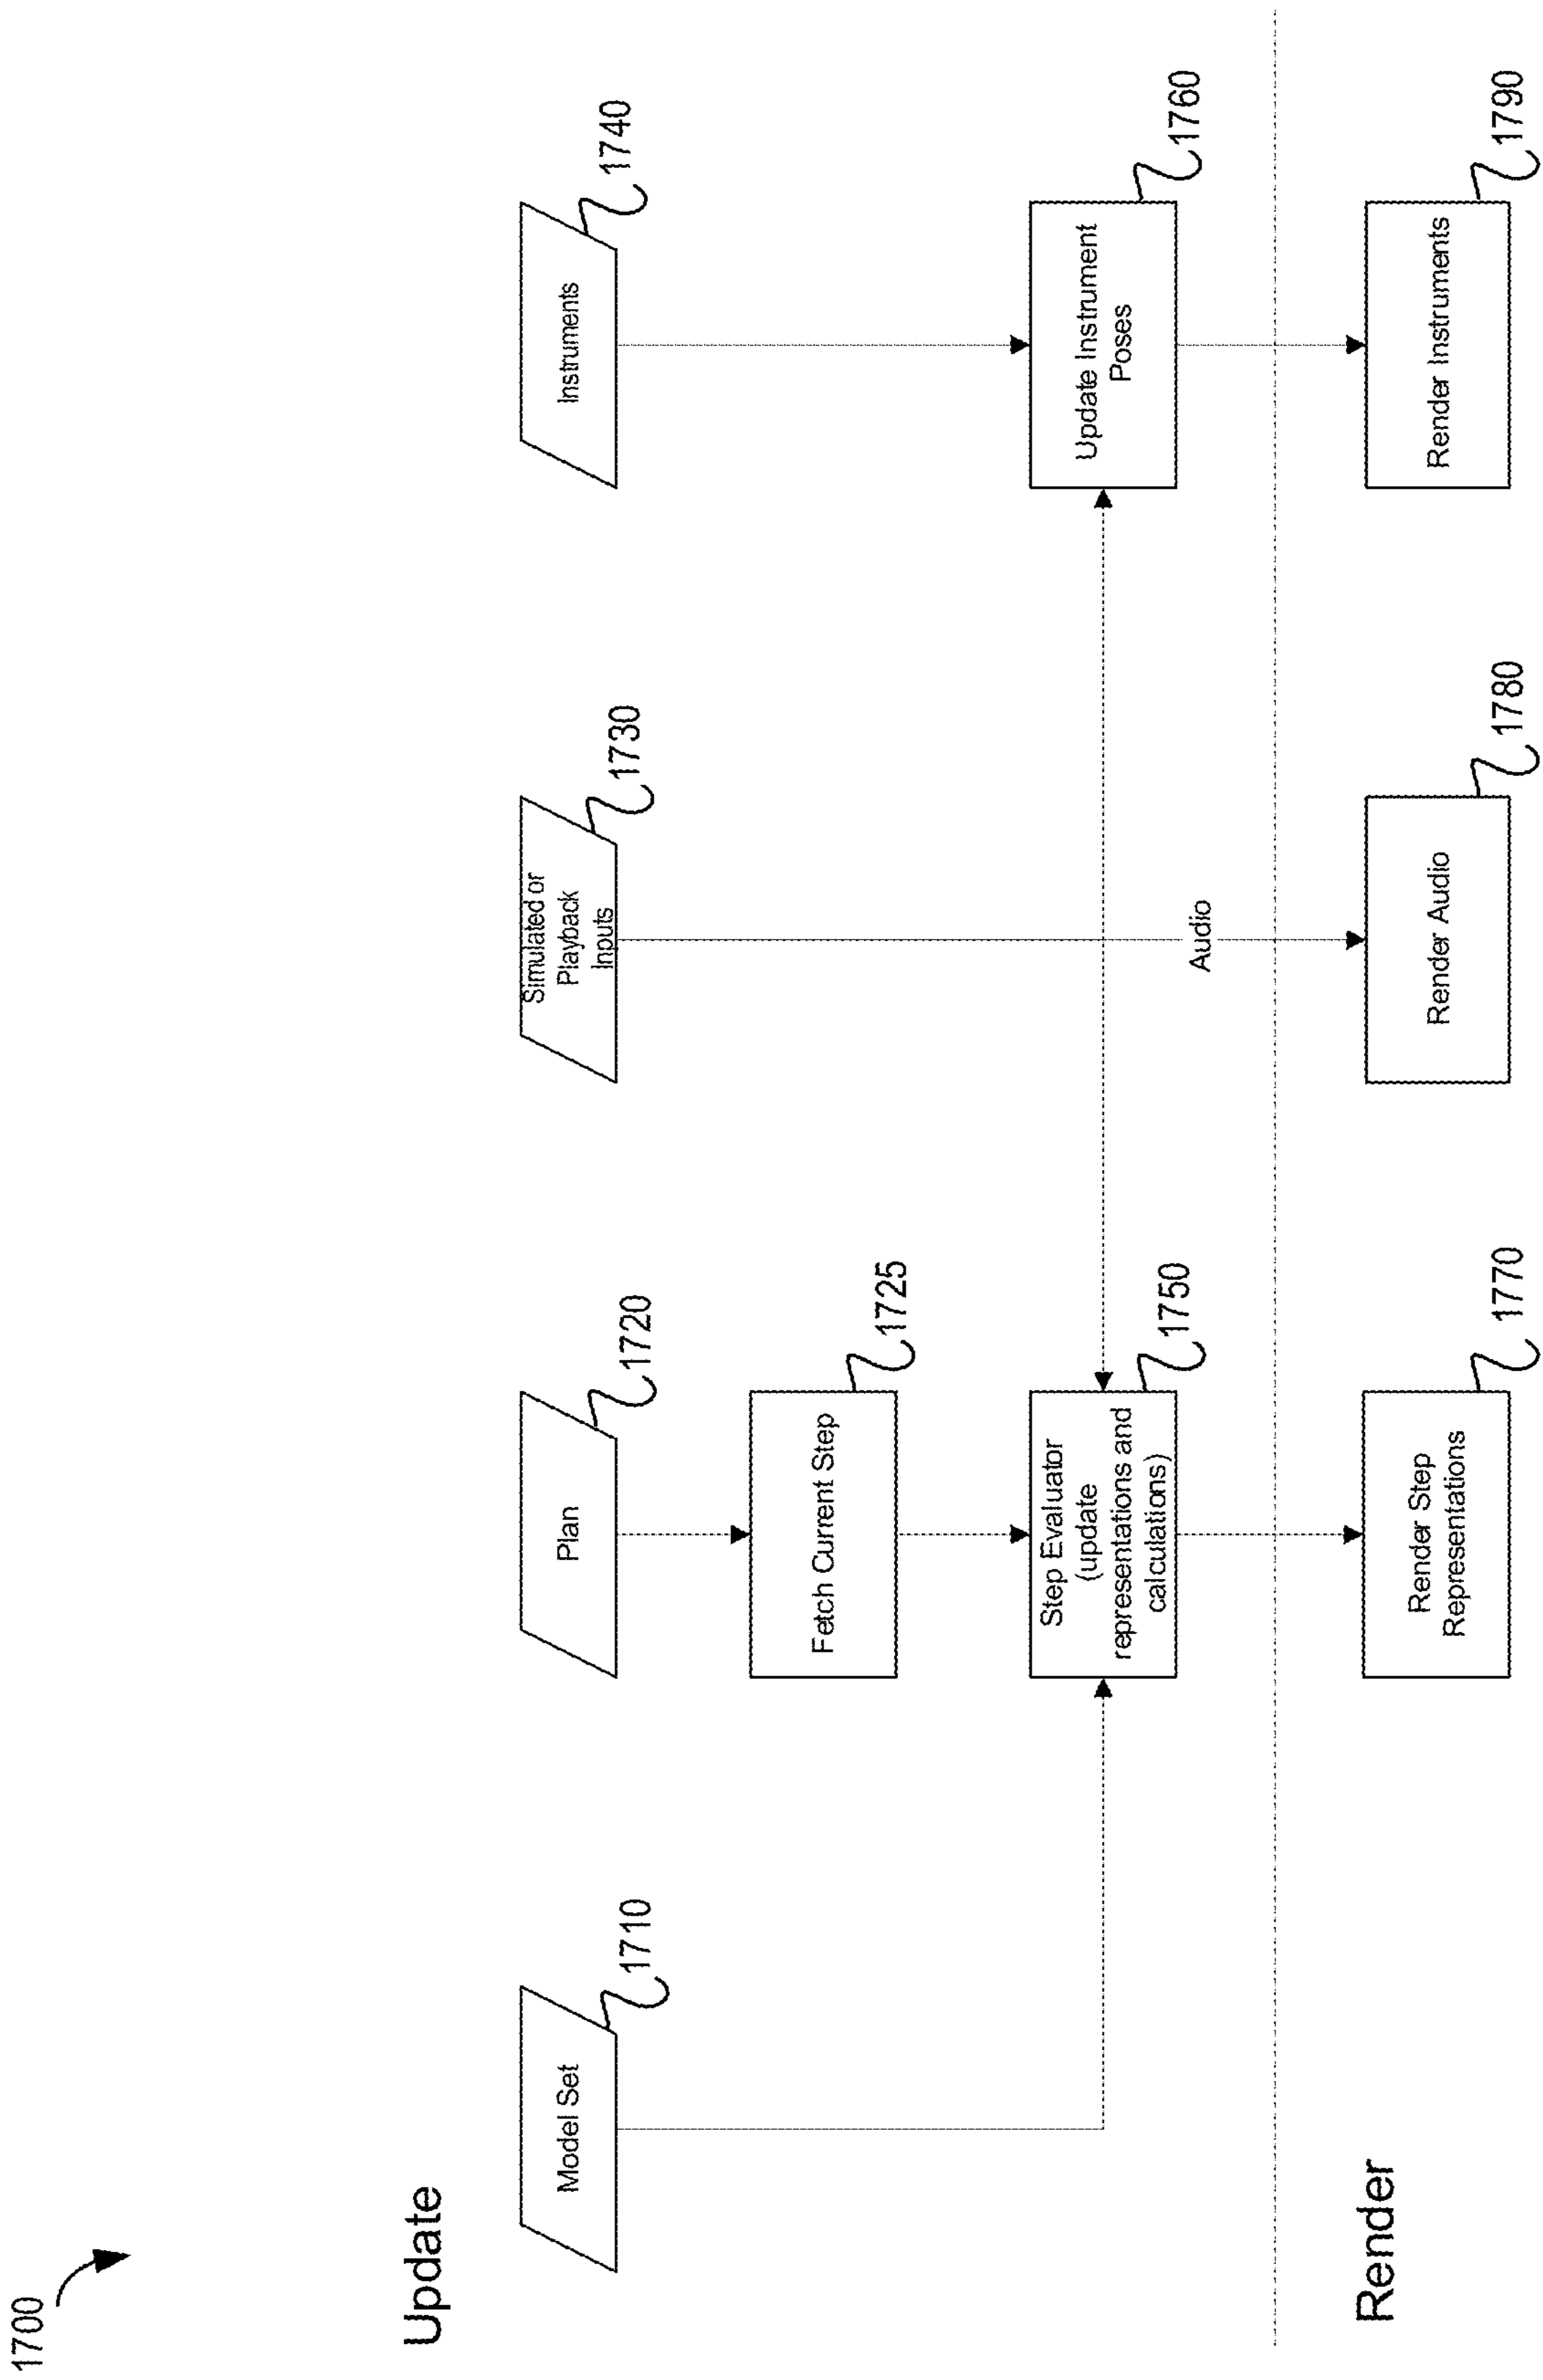 1700
Update
Model Set
1710
Plan
1720
Simulated or
Playback
Inputs
1730
Instruments
1740
Fetch Current Step
1725
Step Evaluator
(update
representations and
calculations)
1750
Update Instrument
Poses
1760
Audio
Render
Render Step
Representations
1770
Render Audio
1780
Render Instruments
1790